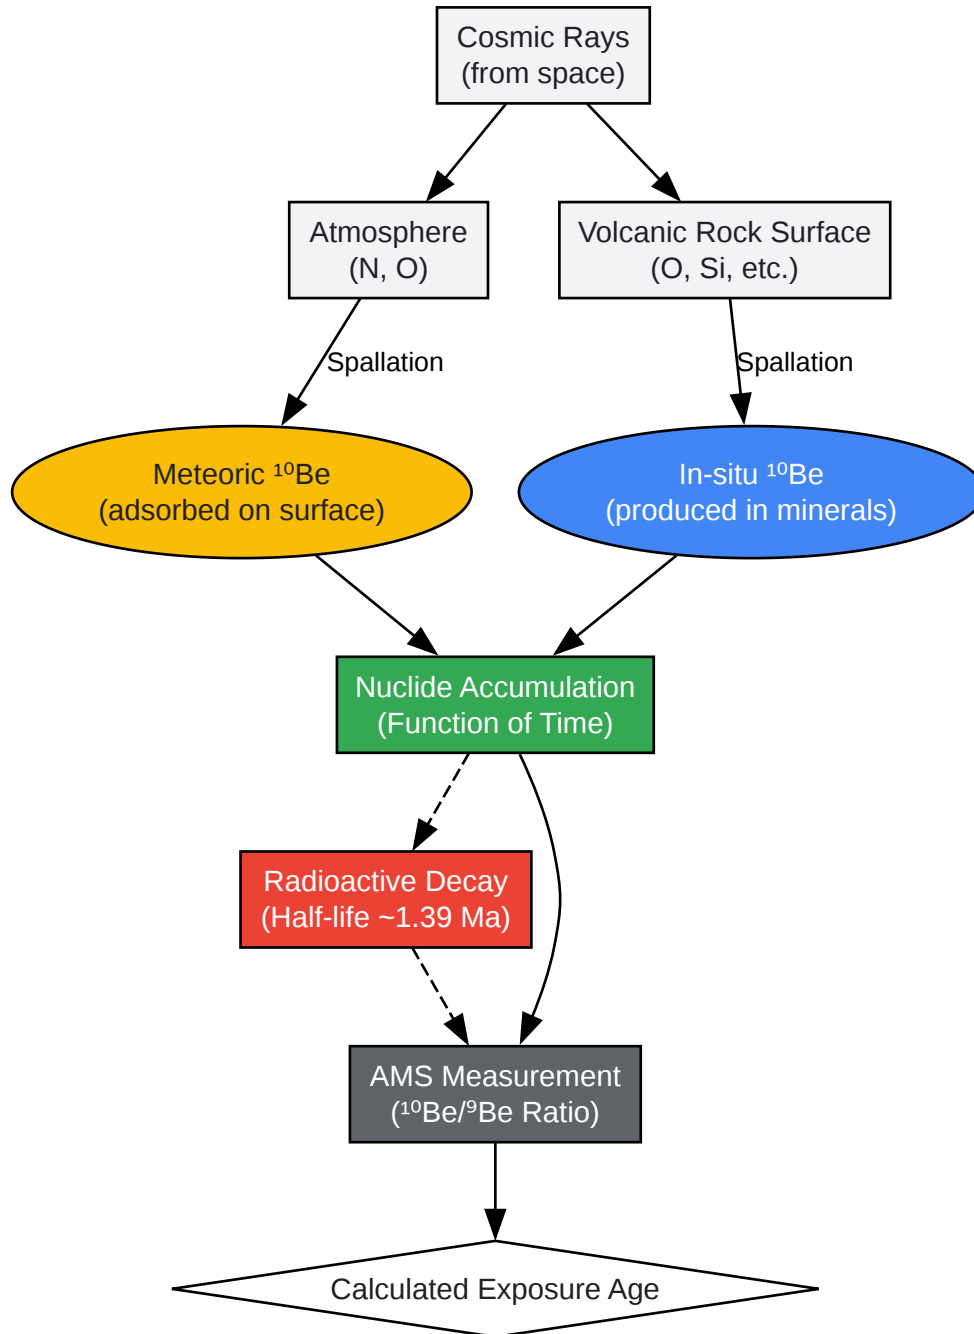 Cosmic Rays
(from space)
Atmosphere
(N, O)
Volcanic Rock Surface
(O, Si, etc.)
Spallation
Spallation
Meteoric ¹⁰Be
(adsorbed on surface)
In-situ ¹⁰Be
(produced in minerals)
Nuclide Accumulation
(Function of Time)
Radioactive Decay
(Half-life ~1.39 Ma)
AMS Measurement
(¹⁰Be/⁹Be Ratio)
Calculated Exposure Age